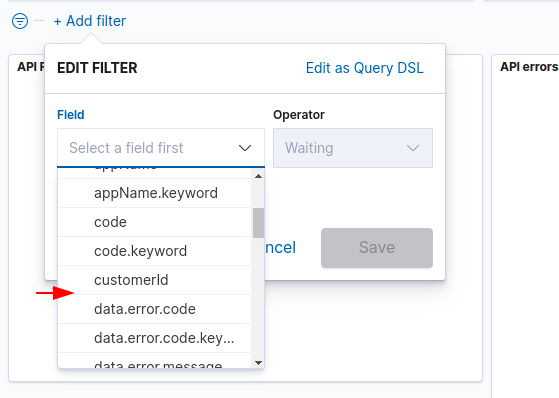 + Add filter
API
API errors
EDIT FILTER
Edit as Query DSL
Field
Operator
Select a field first
Waiting
appName
appName.keyword
code
code.keyword
customerId
data.error.code
data.error.code.key...
data.error.message
ncel
Save